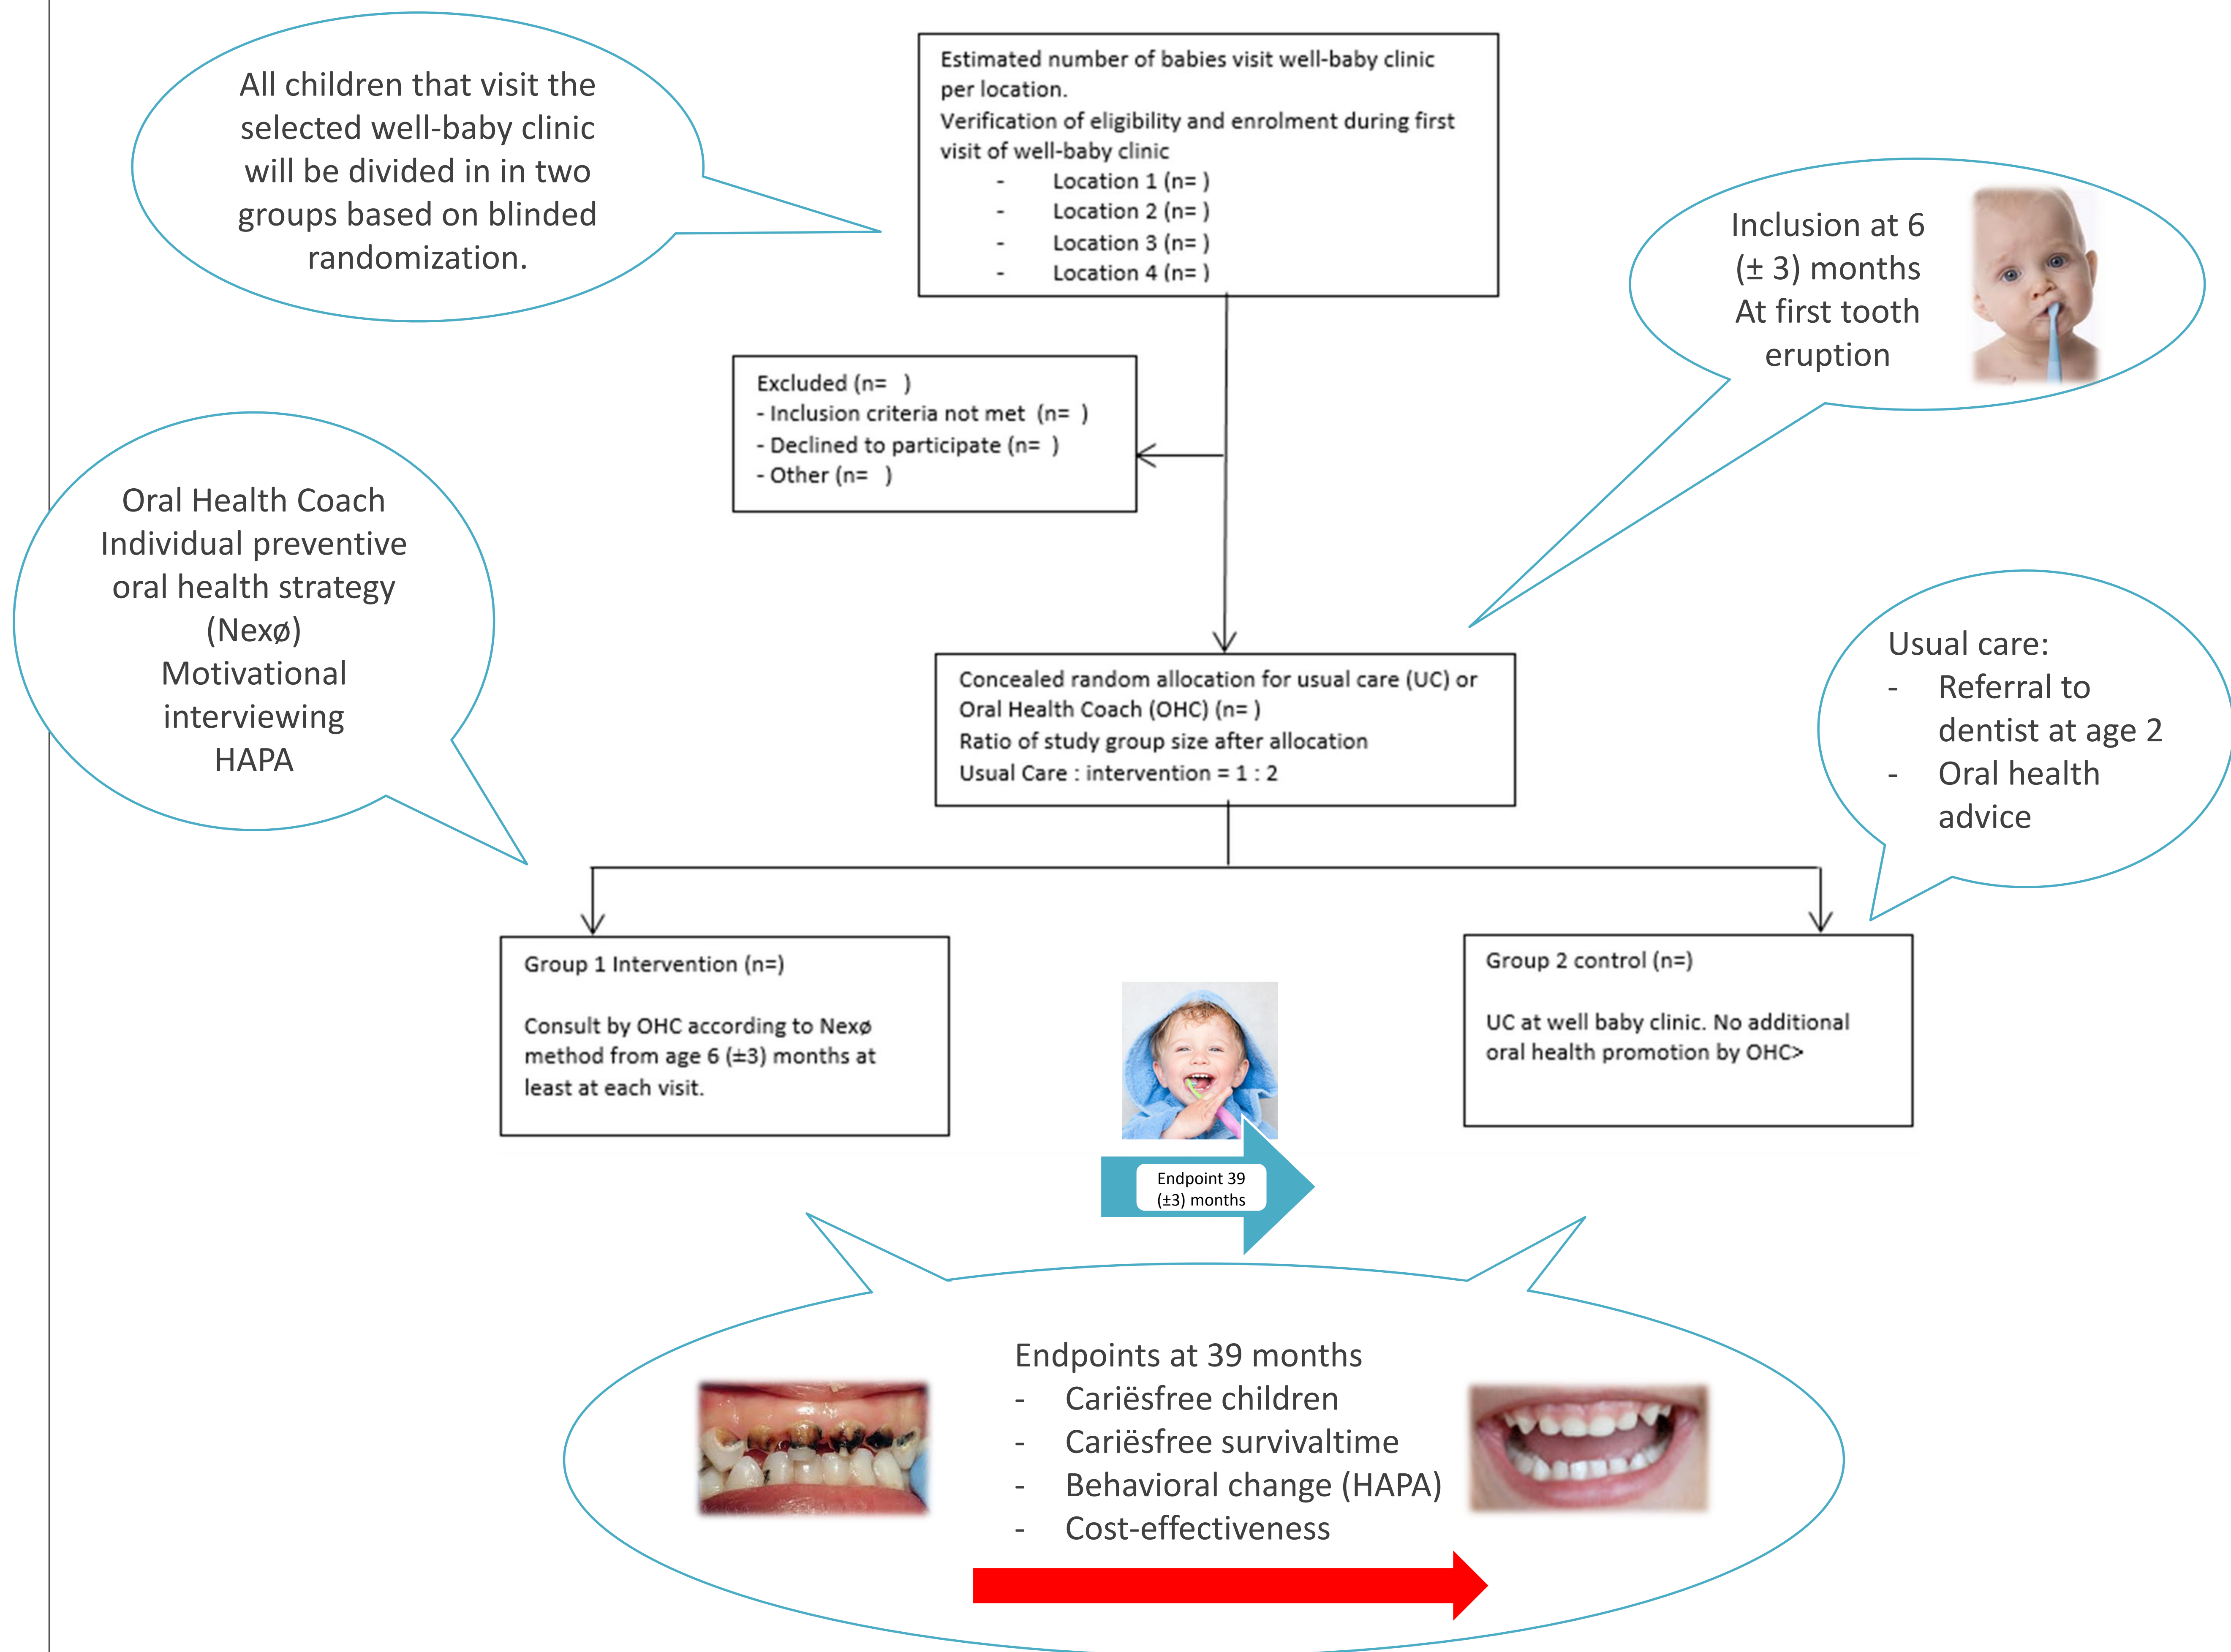 All children that visit the
selected well-baby clinic
will be divided in in two
groups based on blinded
randomization.
Estimated number of babies visit well-baby clinic
per location.
Verification of eligibility and enrolment during first
visit of well-baby clinic
- Location 1 (n= )
- Location 2 (n= )
- Location 3 (n= )
- Location 4 (n= )
Inclusion at 6
(± 3) months
At first tooth
eruption
Excluded (n= )
- Inclusion criteria not met (n= )
- Declined to participate (n= )
- Other (n= )
Oral Health Coach
Individual preventive
oral health strategy
(Nexø)
Motivational
interviewing
HAPA
Concealed random allocation for usual care (UC) or
Oral Health Coach (OHC) (n= )
Ratio of study group size after allocation
Usual Care : intervention = 1 : 2
Usual care:
- Referral to
dentist at age 2
- Oral health
advice
Group 1 Intervention (n=)
Consult by OHC according to Nexø
method from age 6 (±3) months at
least at each visit.
Group 2 control (n=)
UC at well baby clinic. No additional
oral health promotion by OHC>
Endpoint 39
(±3) months
Endpoints at 39 months
- Cariësfree children
- Cariësfree survivaltime
- Behavioral change (HAPA)
- Cost-effectiveness